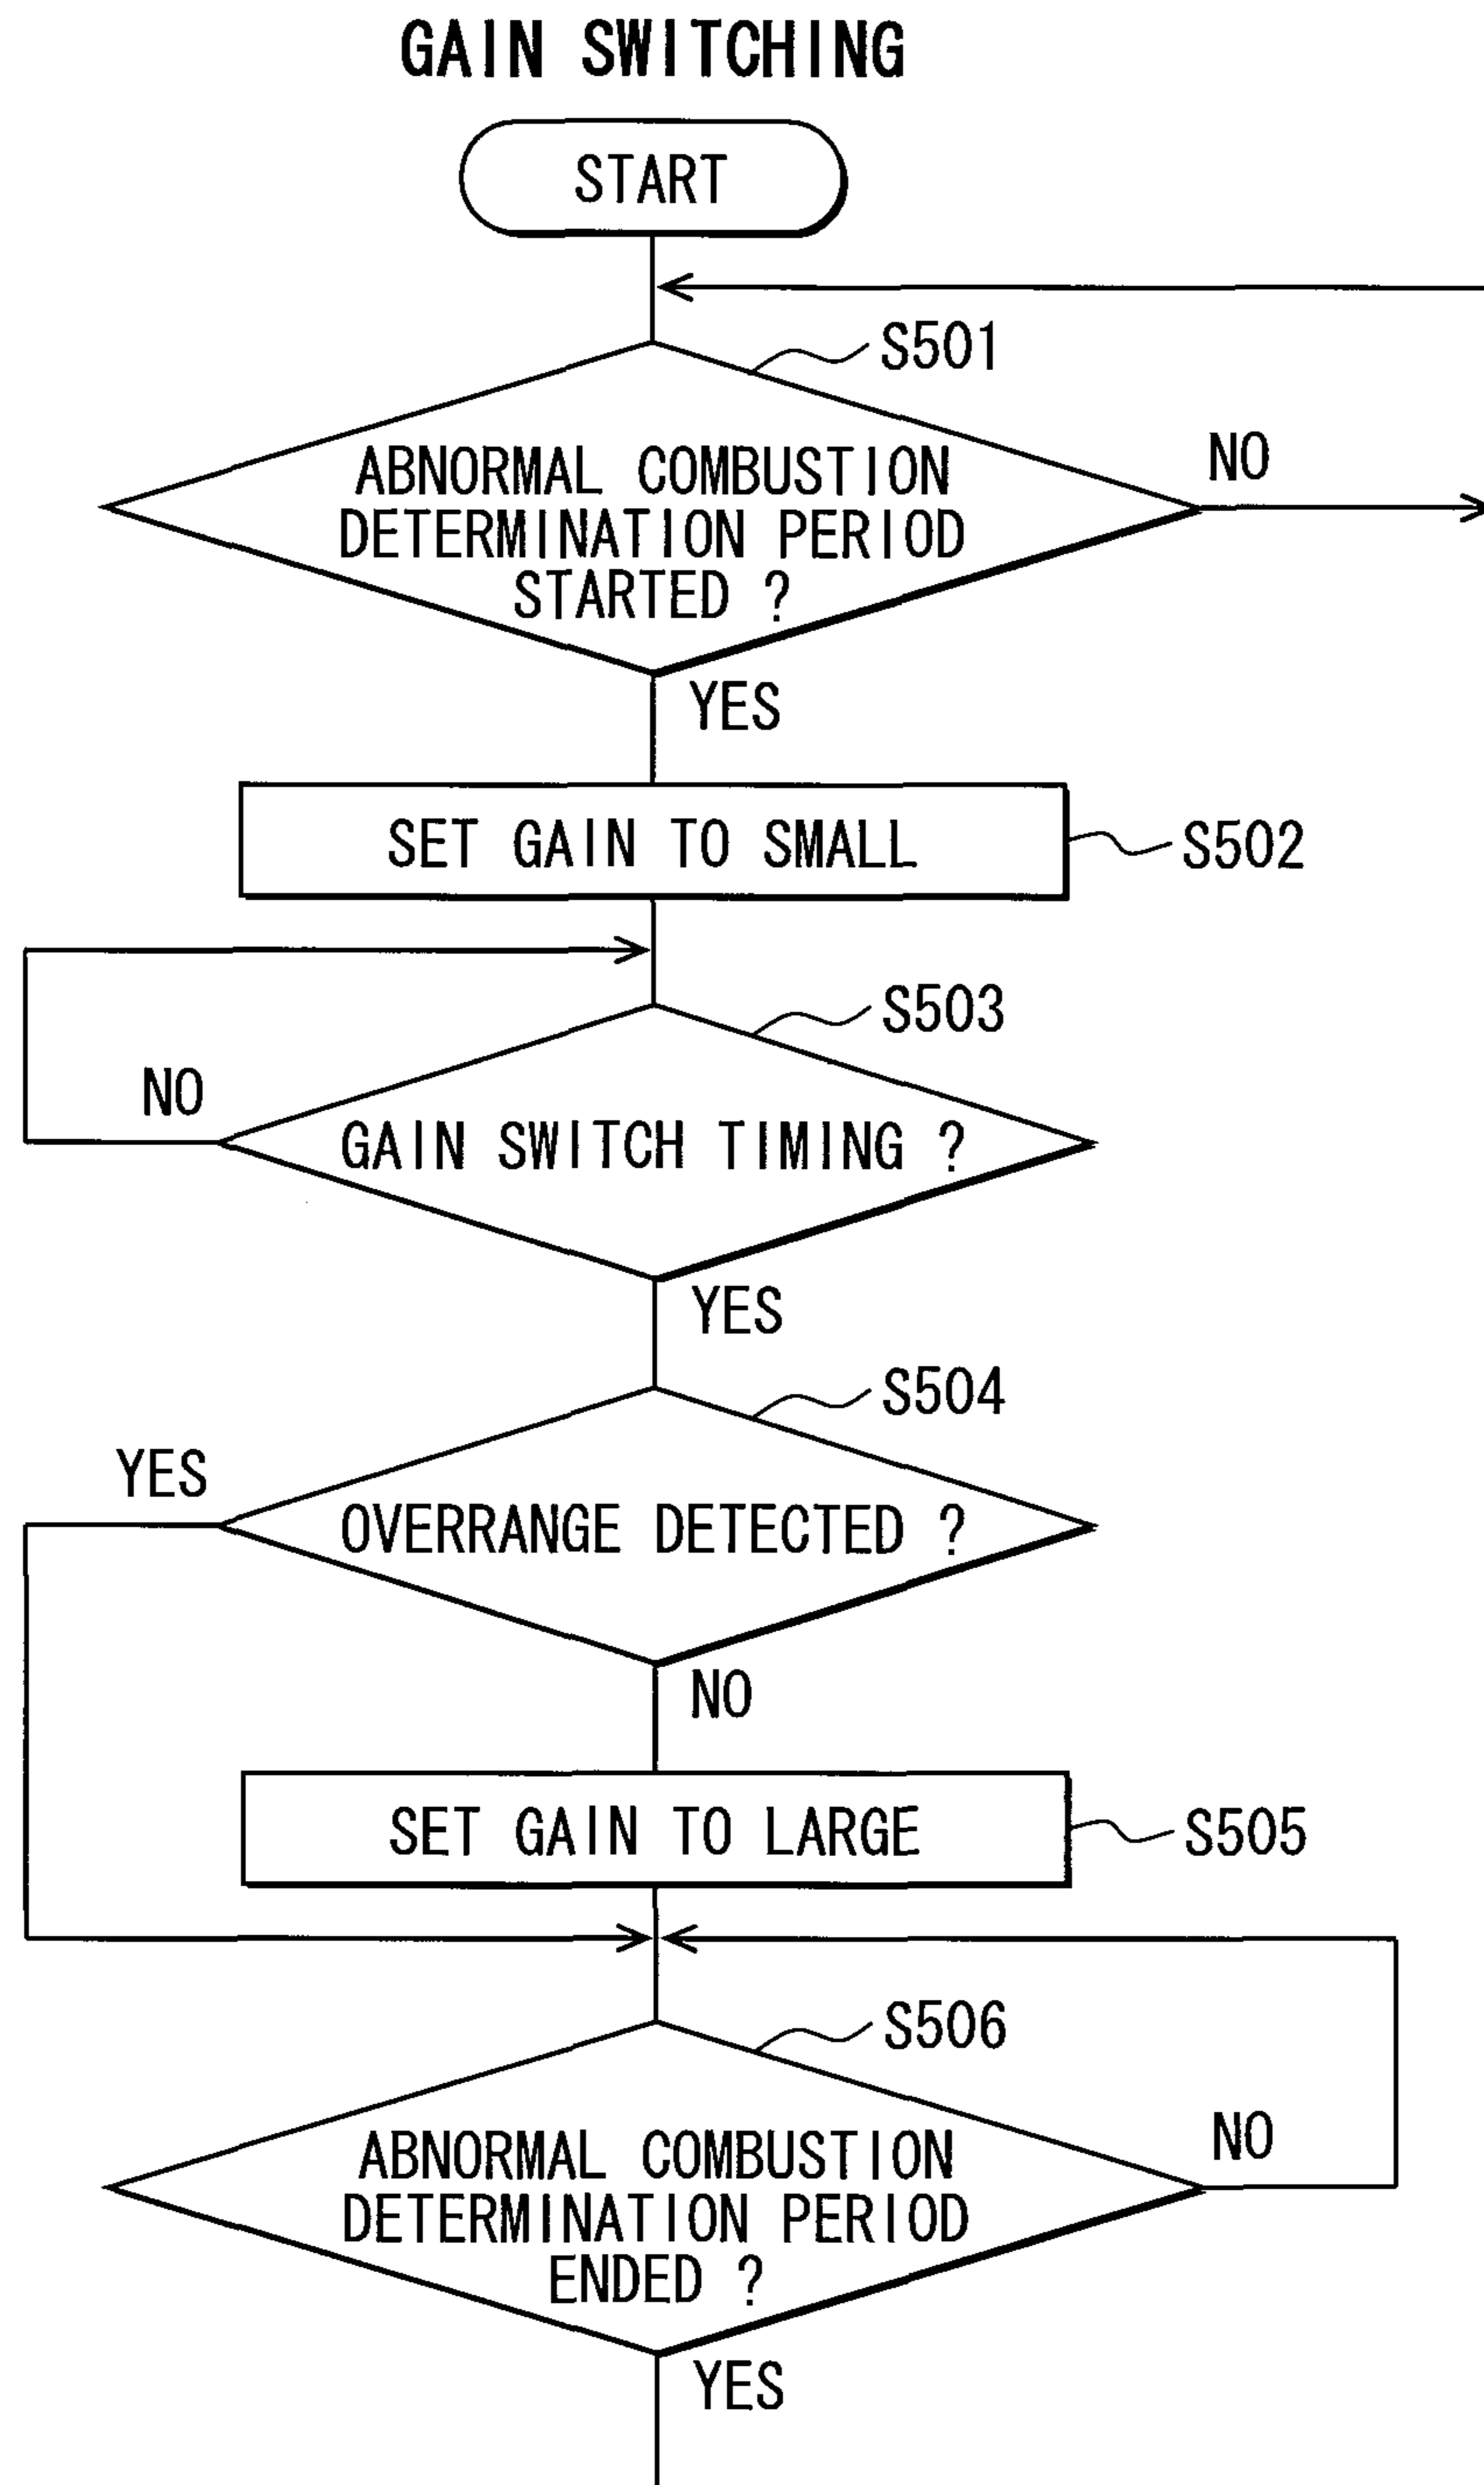 GAIN SWITCHING
START
S501
ABNORMAL COMBUSTION
DETERMINATION PERIOD
STARTED ?
NO
YES
SET GAIN TO SMALL
S502
S503
NO
GAIN SWITCH TIMING ?
YES
S504
YES
OVERRANGE DETECTED ?
NO
SET GAIN TO LARGE
S505
S506
ABNORMAL COMBUSTION
DETERMINATION PERIOD
ENDED ?
NO
YES